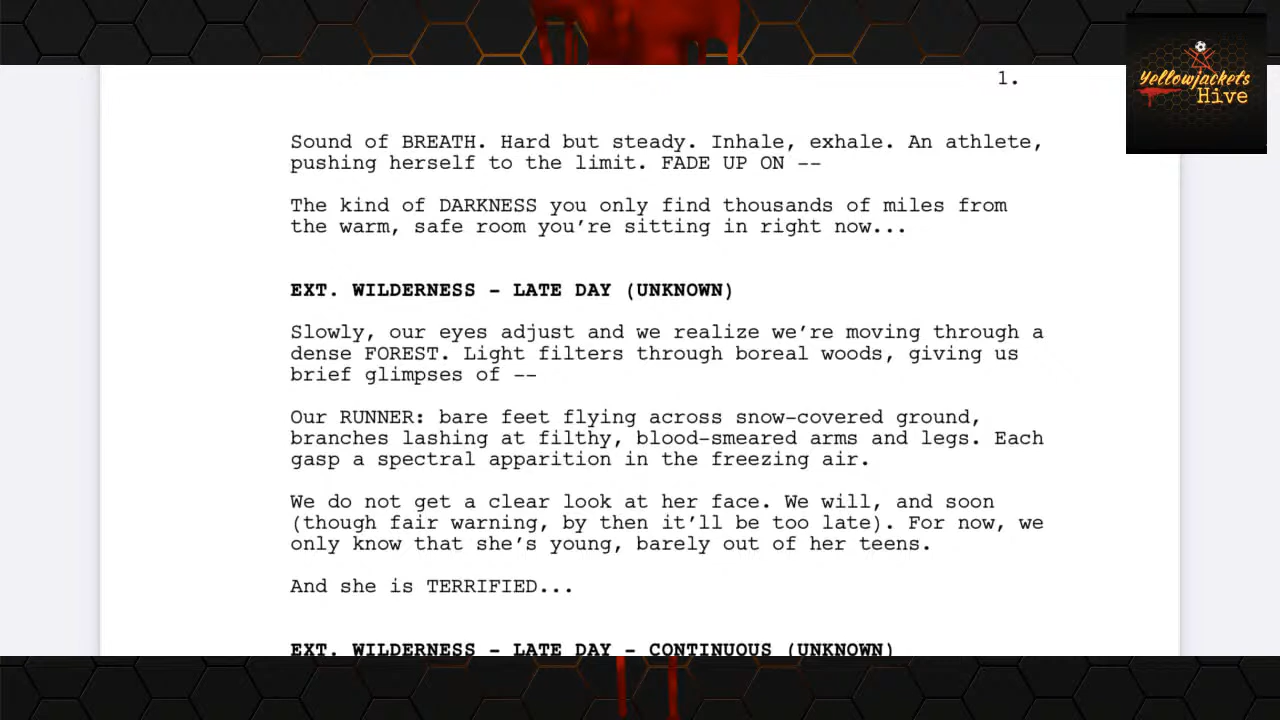 1.
Yellowjackets
Hive
Sound of BREATH. Hard but steady. Inhale, exhale. An athlete,
pushing herself to the limit. FADE UP ON --
The kind of DARKNESS you only find thousands of miles from
the warm, safe room you’re sitting in right now...
EXT. WILDERNESS - LATE DAY (UNKNOWN)
Slowly, our eyes adjust and we realize we’re moving through a
dense FOREST. Light filters through boreal woods, giving us
brief glimpses of --
Our RUNNER: bare feet flying across snow-covered ground,
branches lashing at filthy, blood-smeared arms and legs. Each
gasp a spectral apparition in the freezing air.
We do not get a clear look at her face. We will, and soon
(though fair warning, by then it’ll be too late). For now, we
only know that she’s young, barely out of her teens.
And she is TERRIFIED...
EXT. WILDERNESS - LATE DAY - CONTINUOUS (UNKNOWN)